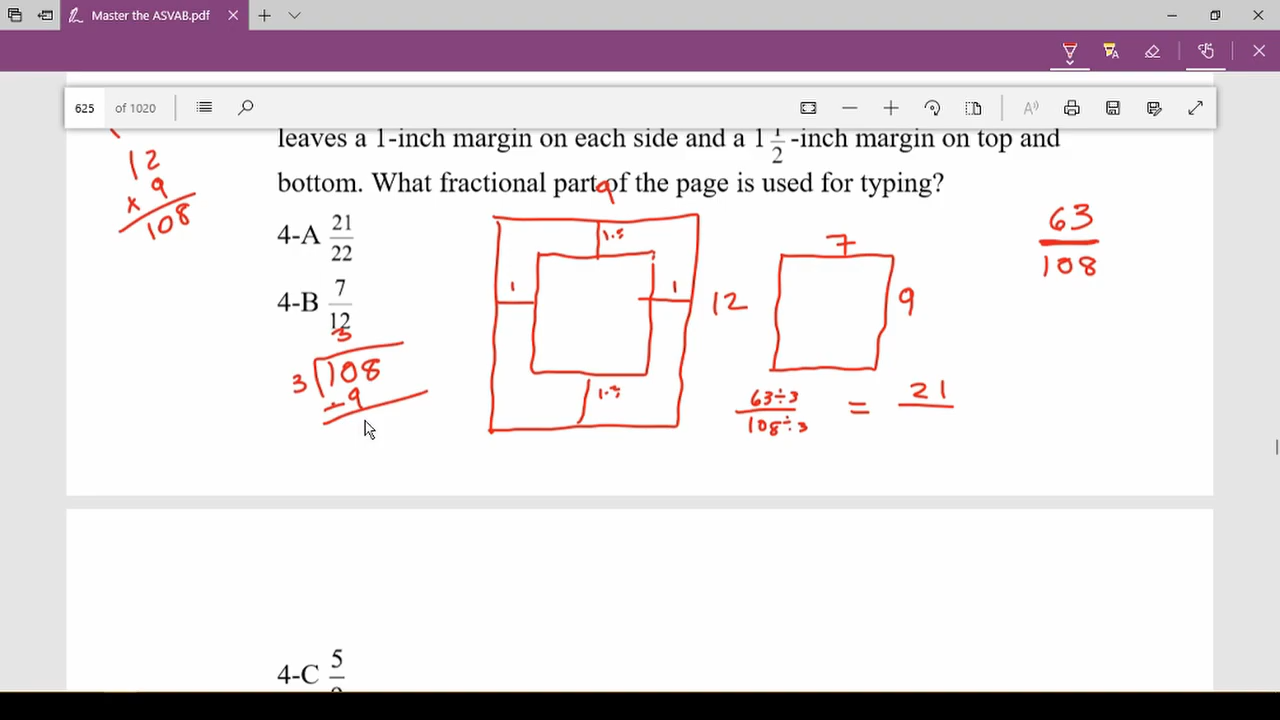 Master the ASVAB.pdf
625 of 1020
leaves a 1-inch margin on each side and a 1 1/2 -inch margin on top and
bottom. What fractional part of the page is used for typing?
12
× 9
108
4-A 21/22
4-B 7/12
4-C 5/
9
1.5
1
1
12
1.5
7
9
63
108
3
3 108
- 9
63÷3
108÷3
= 21